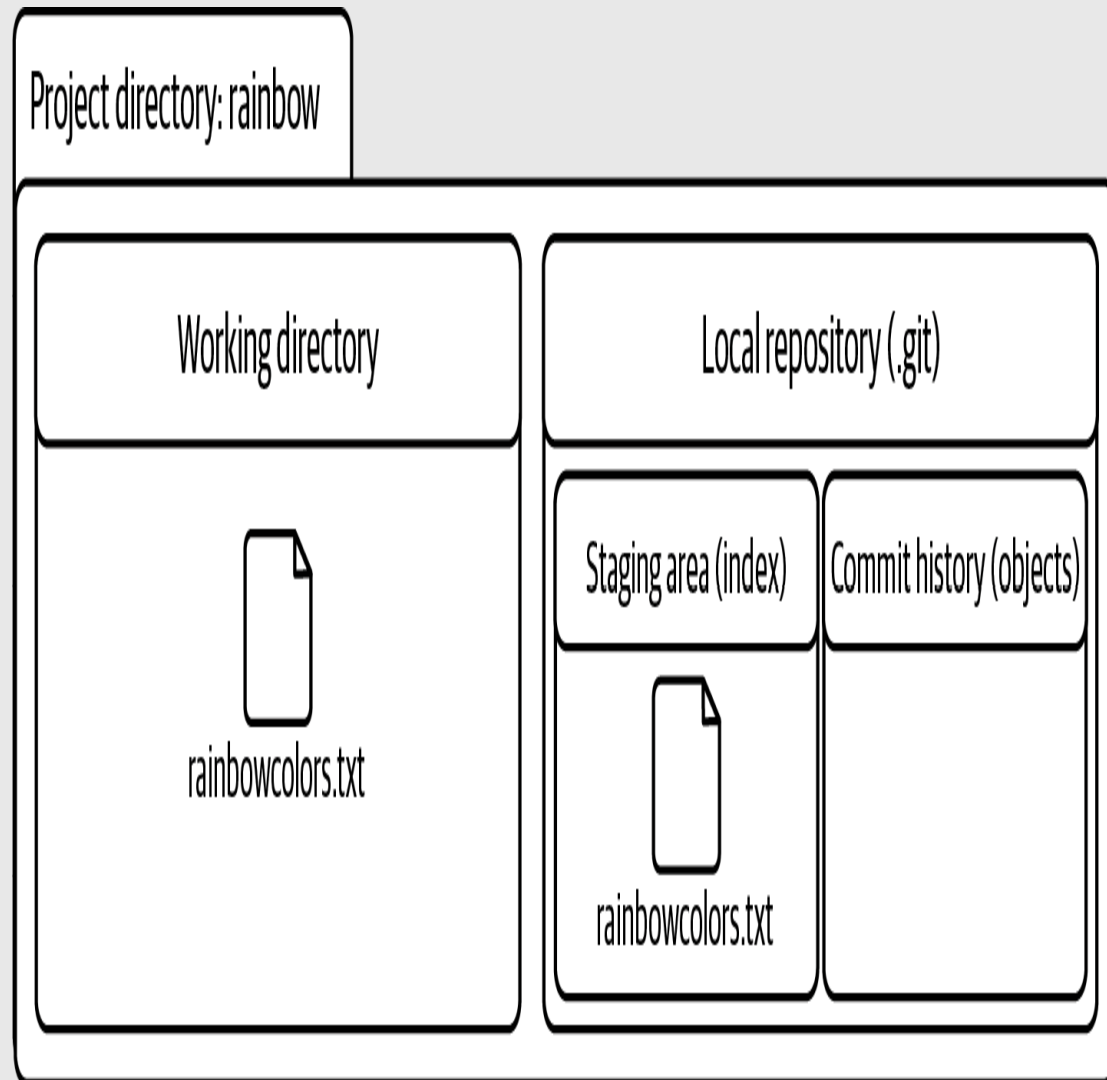 Project directory: rainbow
Working directory
Local repository (.git)
Staging area (index)
Commit history (objects)
rainbowcolors.txt
rainbowcolors.txt